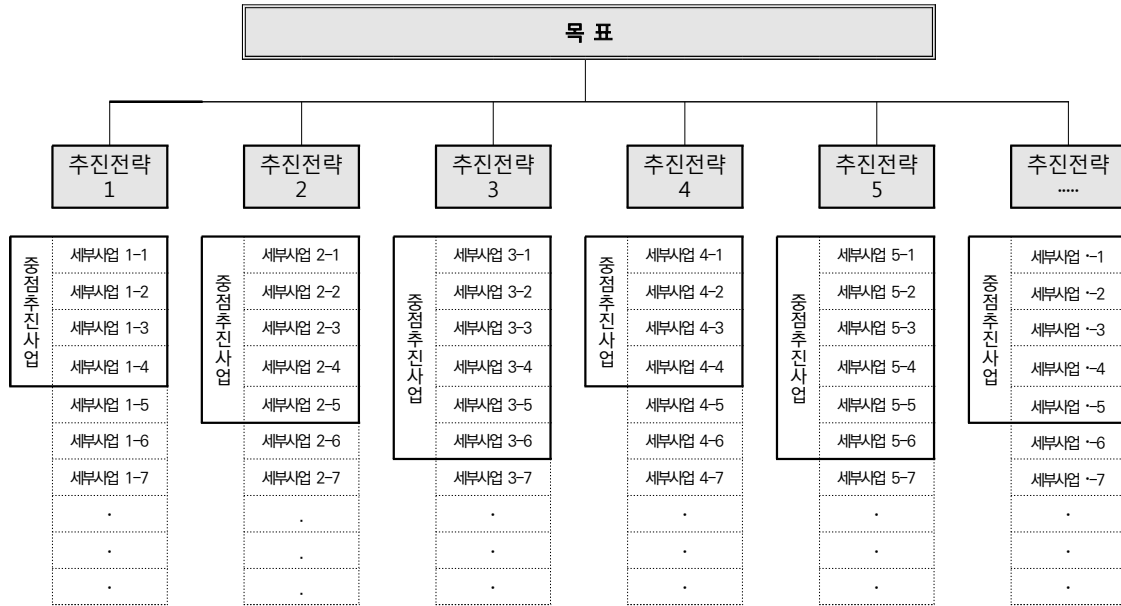 목 표
추진전략
1
추진전략
2
추진전략
3
추진전략
4
추진전략
5
추진전략
·····
중점추진사업
세부사업 1-1
세부사업 1-2
세부사업 1-3
세부사업 1-4
세부사업 1-5
세부사업 1-6
세부사업 1-7
·
·
·
중점추진사업
세부사업 2-1
세부사업 2-2
세부사업 2-3
세부사업 2-4
세부사업 2-5
세부사업 2-6
세부사업 2-7
.
.
.
중점추진사업
세부사업 3-1
세부사업 3-2
세부사업 3-3
세부사업 3-4
세부사업 3-5
세부사업 3-6
세부사업 3-7
·
·
·
중점추진사업
세부사업 4-1
세부사업 4-2
세부사업 4-3
세부사업 4-4
세부사업 4-5
세부사업 4-6
세부사업 4-7
·
·
·
중점추진사업
세부사업 5-1
세부사업 5-2
세부사업 5-3
세부사업 5-4
세부사업 5-5
세부사업 5-6
세부사업 5-7
·
·
·
중점추진사업
세부사업 ·-1
세부사업 ·-2
세부사업 ·-3
세부사업 ·-4
세부사업 ·-5
세부사업 ·-6
세부사업 ·-7
·
·
·